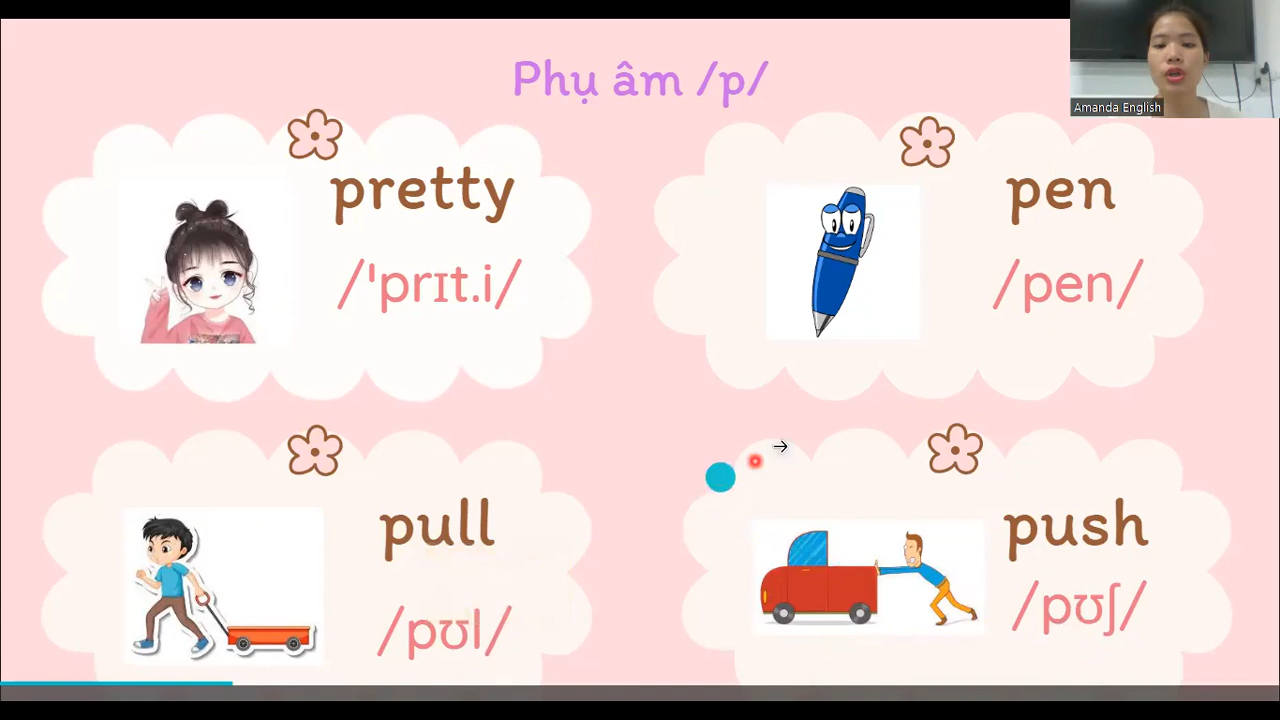 Phụ âm /p/
Amanda English
pretty
/ˈprɪt.i/
pen
/pen/
pull
/pʊl/
push
/pʊʃ/